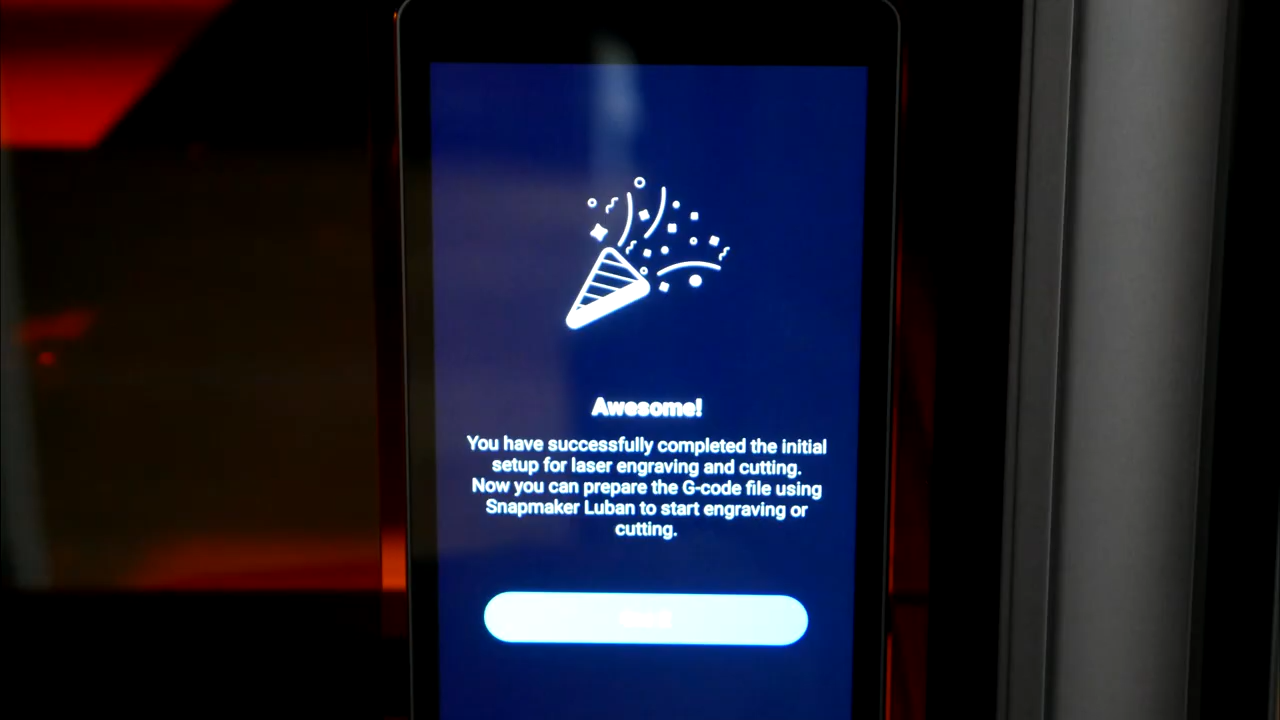 Awesome!
You have successfully completed the initial
setup for laser engraving and cutting.
Now you can prepare the G-code file using
Snapmaker Luban to start engraving or
cutting.